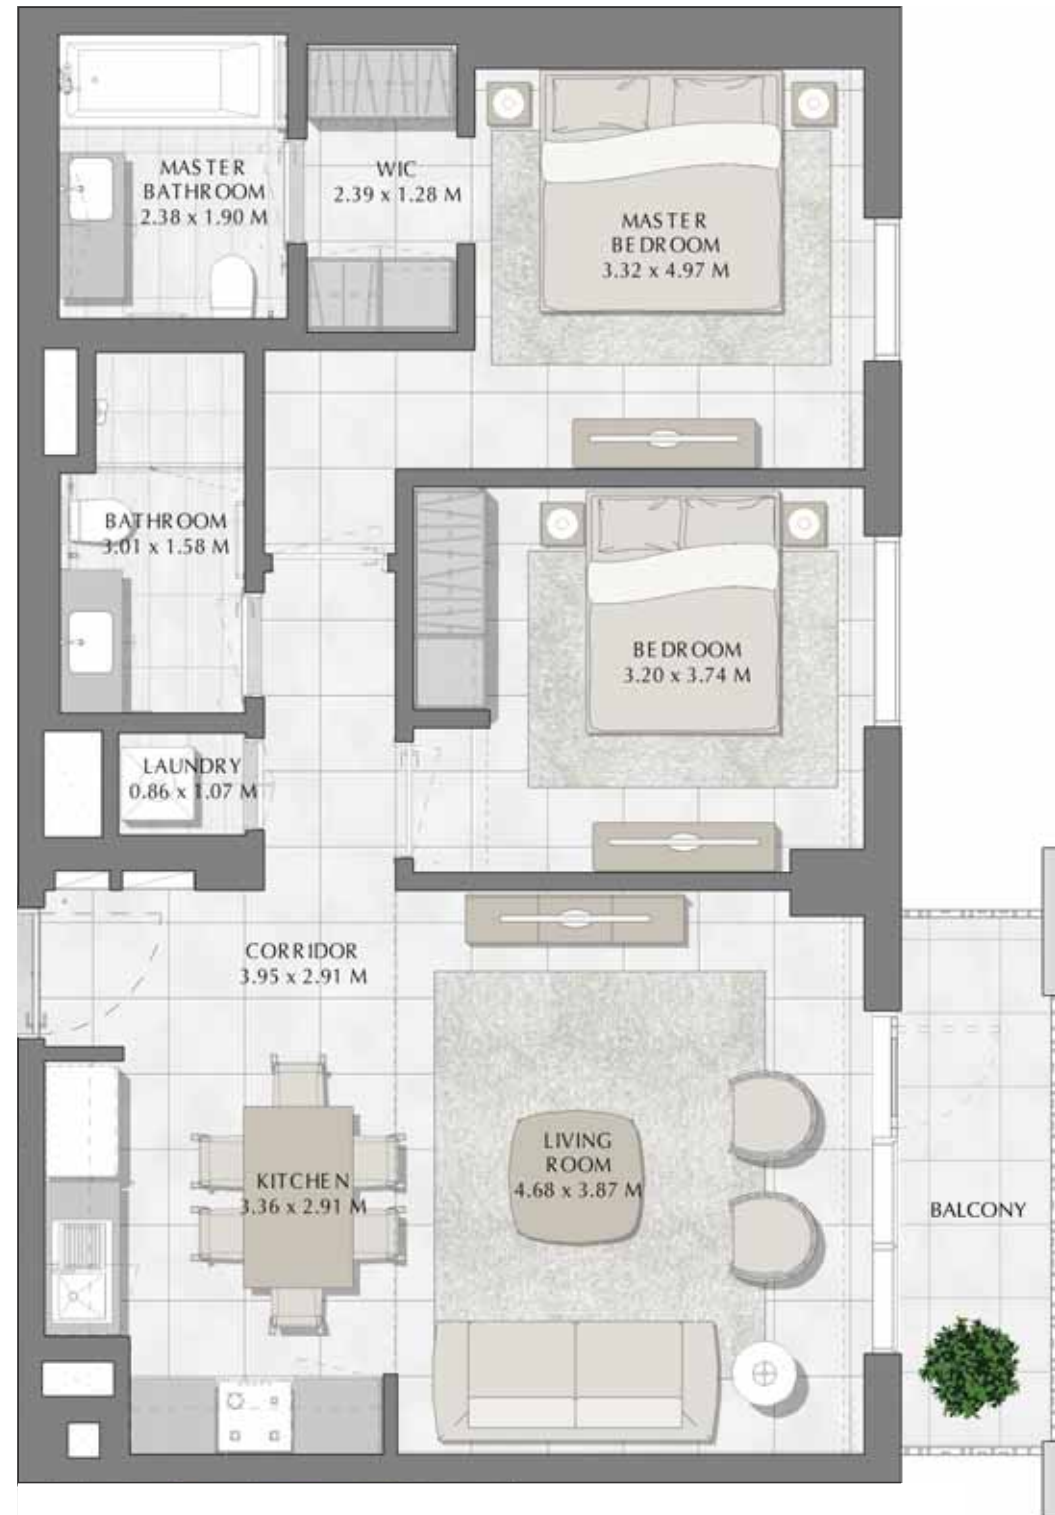 MASTER
BATHROOM
2.38 x 1.90 M
WIC
2.39 x 1.28 M
MASTER
BEDROOM
3.32 x 4.97 M
BATHROOM
3.01 x 1.58 M
BEDROOM
3.20 x 3.74 M
LAUNDRY
0.86 x 1.07 M
CORRIDOR
3.95 x 2.91 M
LIVING
ROOM
4.68 x 3.87 M
KITCHEN
3.36 x 2.91 M
BALCONY